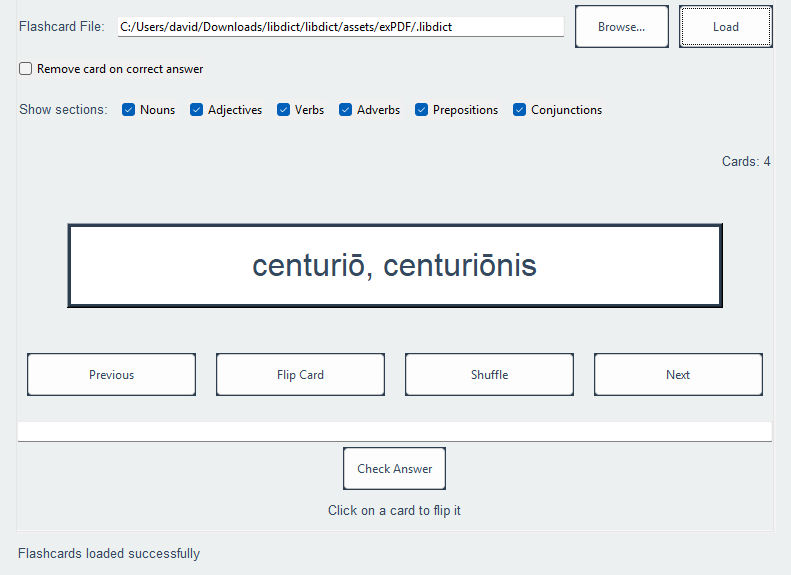 Flashcard File: C:/Users/david/Downloads/libdict/libdict/assets/exPDF/.libdict Browse... Load
Remove card on correct answer
Show sections: Nouns Adjectives Verbs Adverbs Prepositions Conjunctions
Cards: 4
centuriō, centuriōnis
Previous Flip Card Shuffle Next
Check Answer
Click on a card to flip it
Flashcards loaded successfully